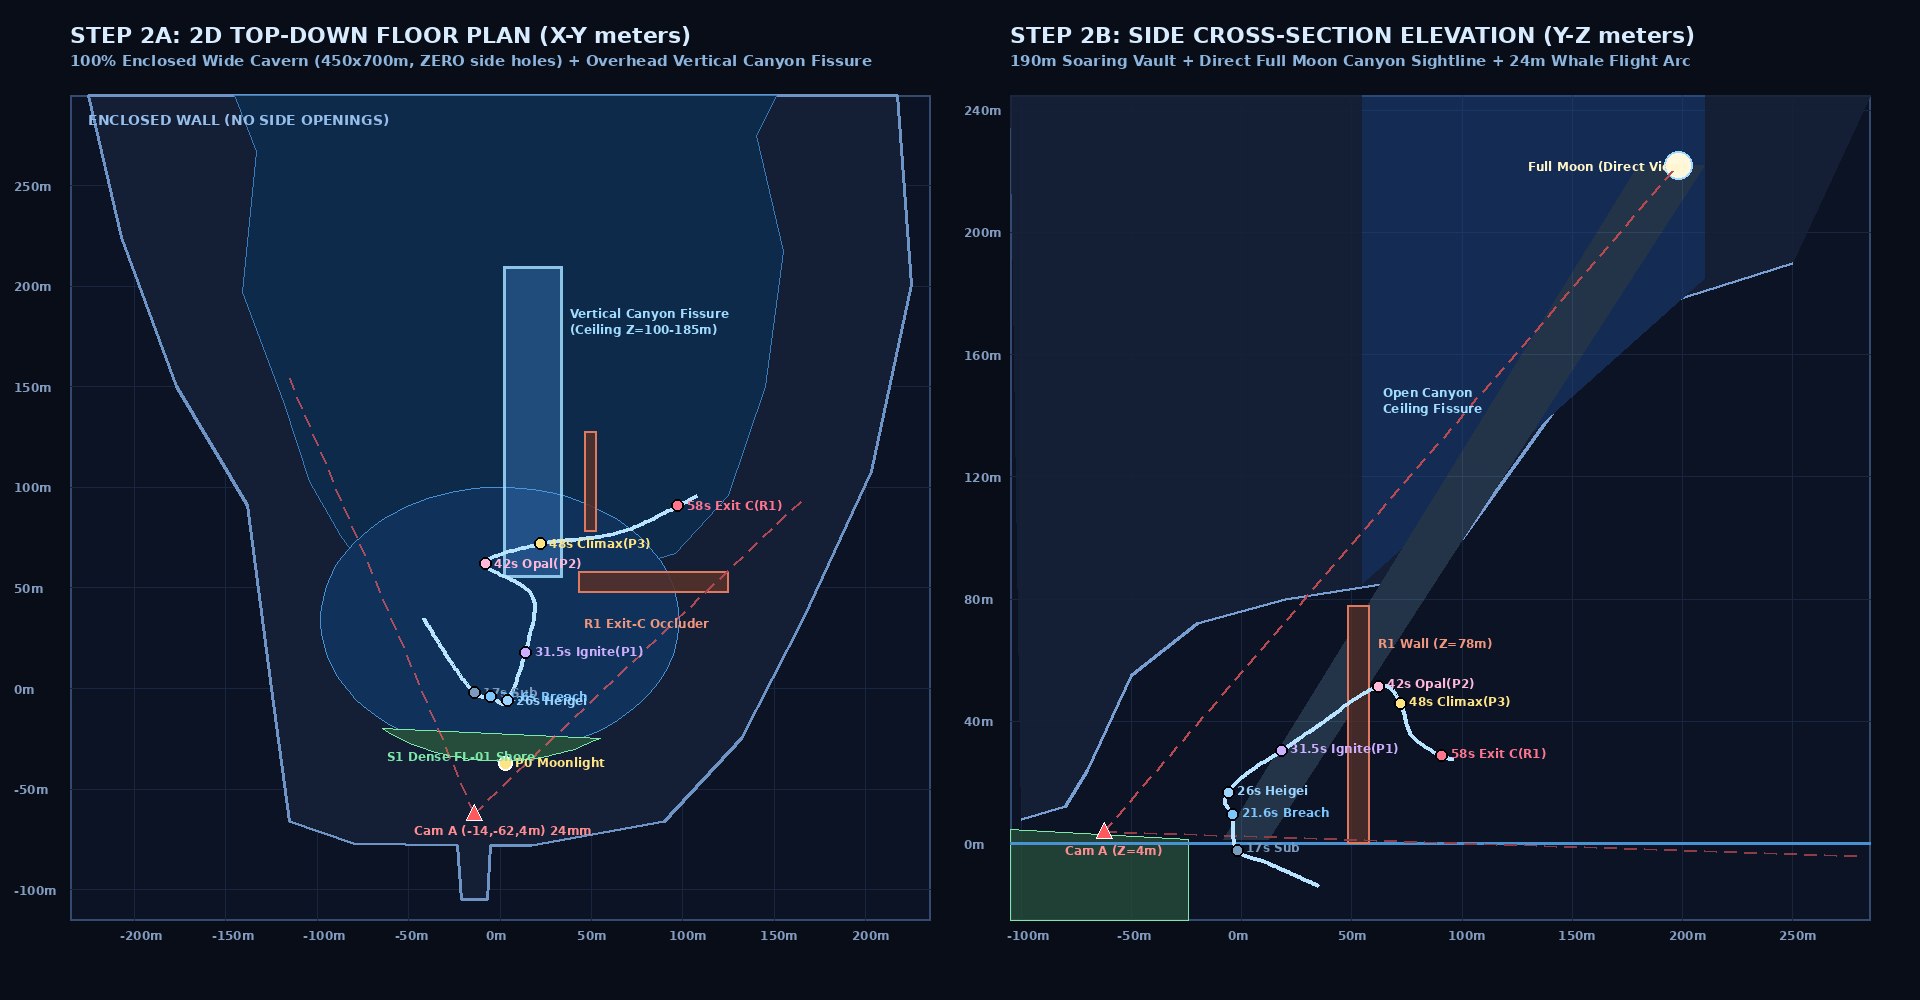 STEP 2A: 2D TOP-DOWN FLOOR PLAN (X-Y meters)
100% Enclosed Wide Cavern (450x700m, ZERO side holes) + Overhead Vertical Canyon Fissure
ENCLOSED WALL (NO SIDE OPENINGS)
250m
200m
150m
100m
50m
0m
-50m
-100m
Vertical Canyon Fissure
(Ceiling Z=100-185m)
58s Exit C(R1)
48s Climax(P3)
42s Opal(P2)
R1 Exit-C Occluder
31.5s Ignite(P1)
17s Sub
Breach
26s Heigei
S1 Dense FL-01 Shore
P0 Moonlight
Cam A (-14,-62,4m) 24mm
-200m
-150m
-100m
-50m
0m
50m
100m
150m
200m
STEP 2B: SIDE CROSS-SECTION ELEVATION (Y-Z meters)
190m Soaring Vault + Direct Full Moon Canyon Sightline + 24m Whale Flight Arc
240m
200m
160m
120m
80m
40m
0m
Full Moon (Direct Vie
Open Canyon
Ceiling Fissure
R1 Wall (Z=78m)
42s Opal(P2)
48s Climax(P3)
31.5s Ignite(P1)
58s Exit C(R1)
26s Heigei
21.6s Breach
17s Sub
Cam A (Z=4m)
-100m
-50m
0m
50m
100m
150m
200m
250m